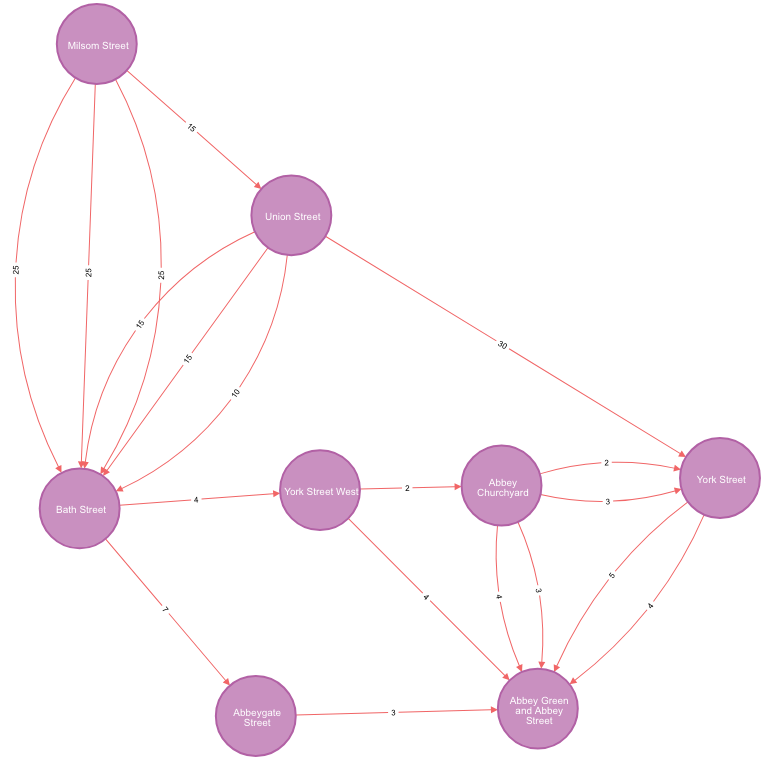 Milsom Street
15
Union Street
25
25
25
15
15
10
30
Bath Street
4
York Street West
2
Abbey
Churchyard
2
3
York Street
7
4
4
3
5
4
Abbeygate
Street
3
Abbey Green
and Abbey
Street